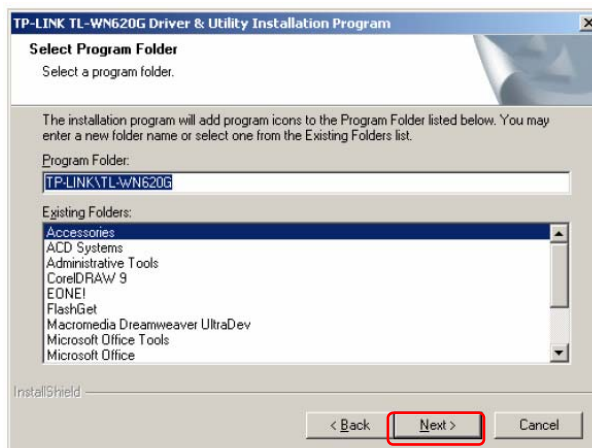 TP-LINK TL-WN620G Driver & Utility Installation Program
Select Program Folder
Select a program folder.
The installation program will add program icons to the Program Folder listed below. You may
enter a new folder name or select one from the Existing Folders list.
Program Folder:
TP-LINK\TL-WN620G
Existing Folders:
Accessories
ACD Systems
Administrative Tools
CorelDRAW 9
EONE!
FlashGet
Macromedia Dreamweaver UltraDev
Microsoft Office Tools
Microsoft Office
InstallShield
< Back
Next >
Cancel